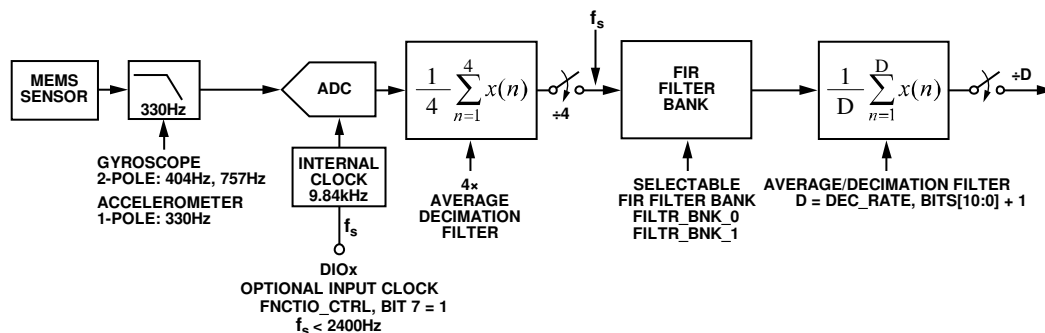 MEMS
SENSOR
330Hz
GYROSCOPE
2-POLE: 404Hz, 757Hz
ACCELEROMETER
1-POLE: 330Hz
ADC
INTERNAL
CLOCK
9.84kHz
fs
DIOx
OPTIONAL INPUT CLOCK
FNCTIO_CTRL, BIT 7 = 1
fs < 2400Hz
1/4 4∑n=1 x(n)
4×
AVERAGE
DECIMATION
FILTER
÷4
fs
FIR
FILTER
BANK
SELECTABLE
FIR FILTER BANK
FILTR_BNK_0
FILTR_BNK_1
1/D D∑n=1 x(n)
AVERAGE/DECIMATION FILTER
D = DEC_RATE, BITS[10:0] + 1
÷D